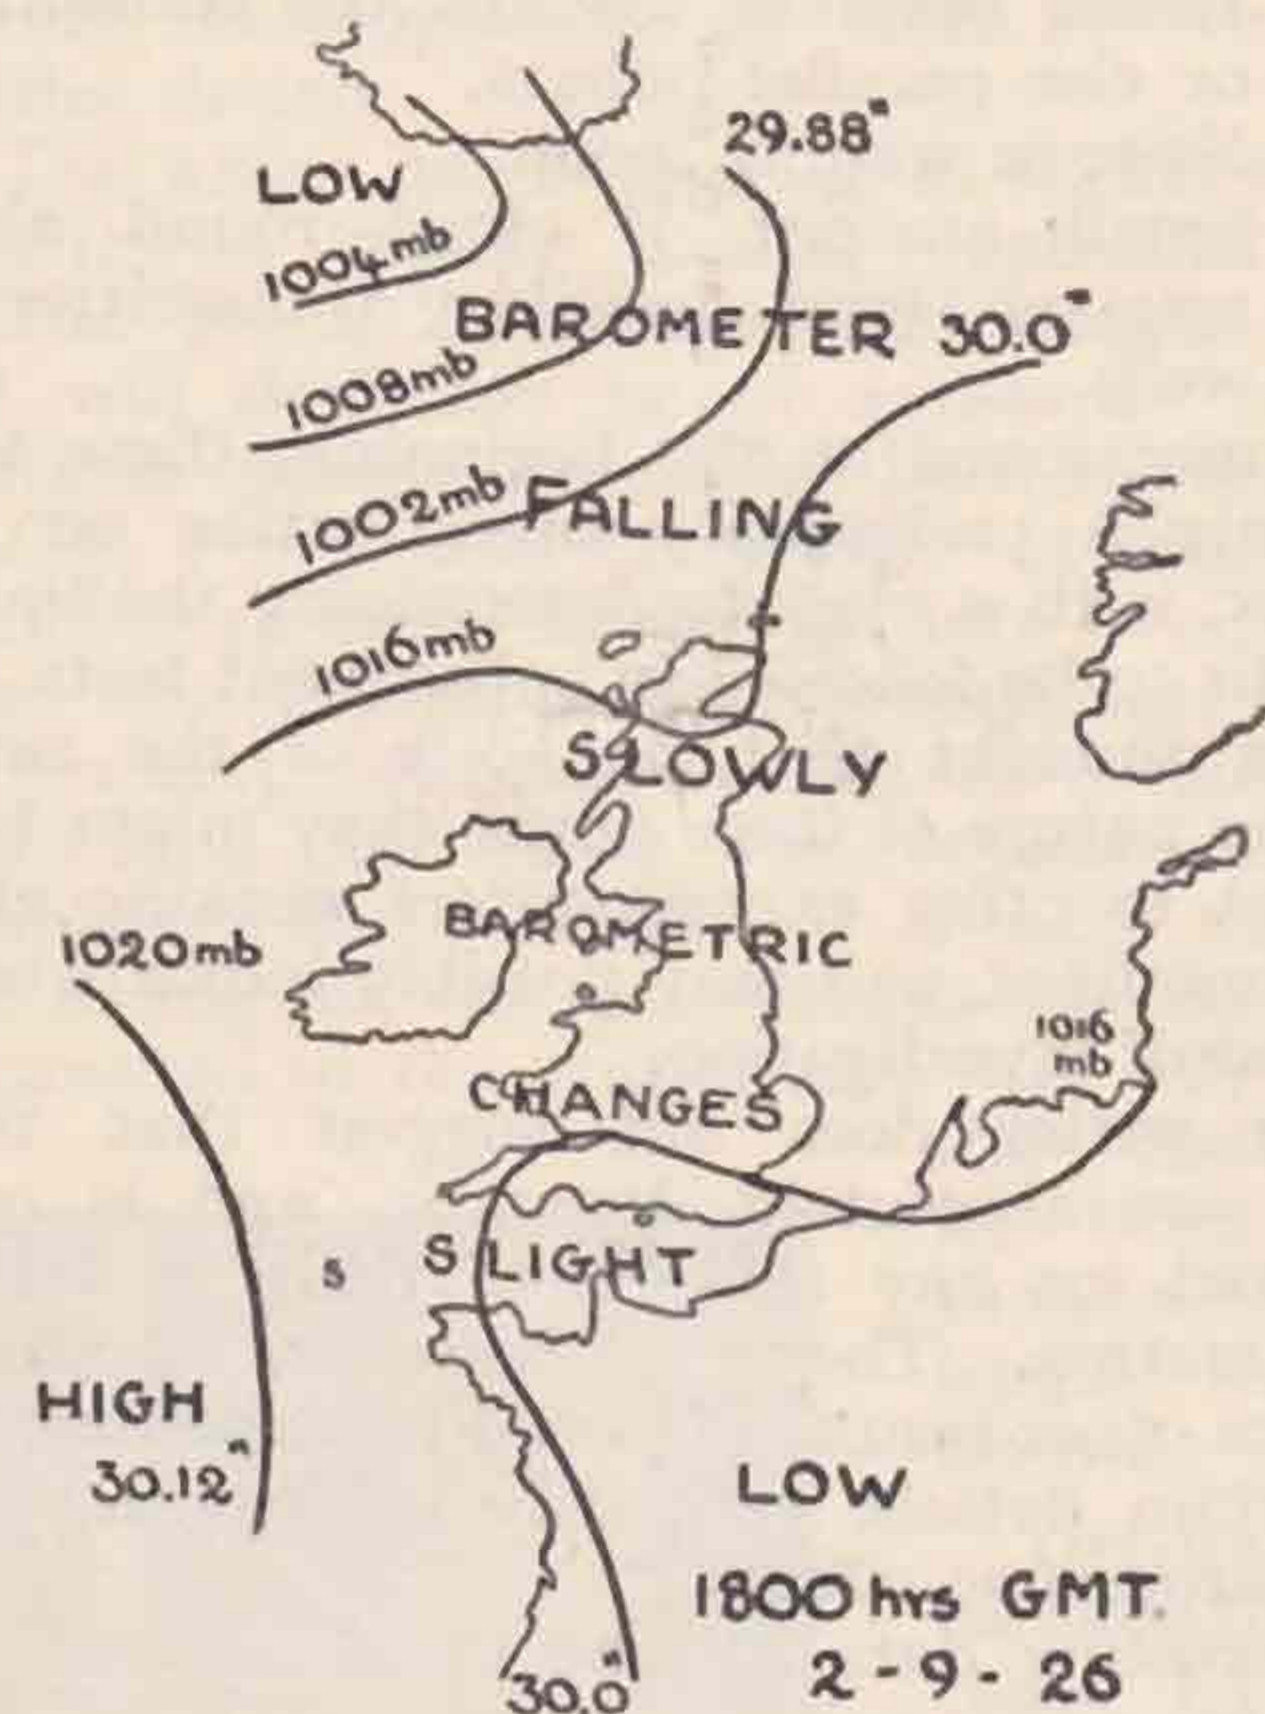 29.88"
LOW
1004mb
BAROMETER 30.0"
1008mb
1002mb
FALLING
1016mb
SLOWLY
BAROMETRIC
1020mb
1016
mb
CHANGES
S SLIGHT
HIGH
30.12"
LOW
1800 hrs GMT.
2-9-26
30.0"